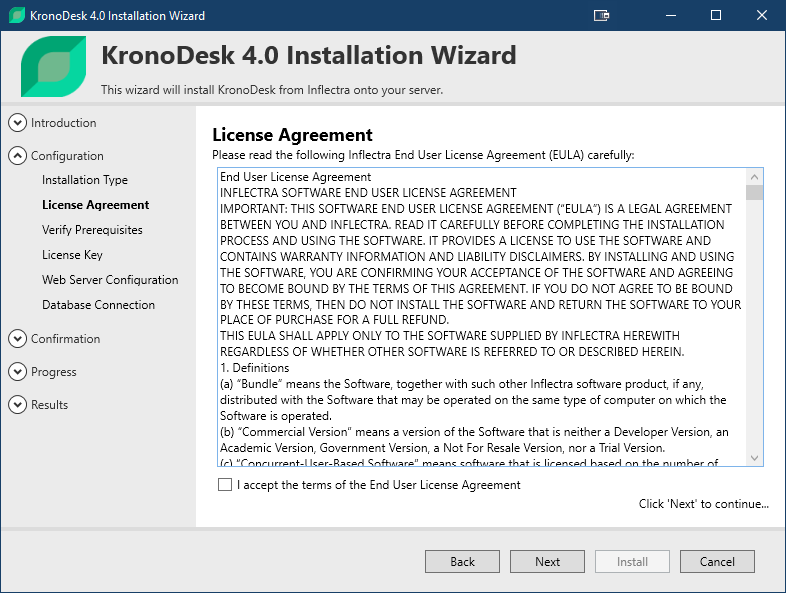 KronoDesk 4.0 Installation Wizard
KronoDesk 4.0 Installation Wizard
This wizard will install KronoDesk from Inflectra onto your server.
Introduction
Configuration
Installation Type
License Agreement
Verify Prerequisites
License Key
Web Server Configuration
Database Connection
Confirmation
Progress
Results
License Agreement
Please read the following Inflectra End User License Agreement (EULA) carefully:
End User License Agreement
INFLECTRA SOFTWARE END USER LICENSE AGREEMENT
IMPORTANT: THIS SOFTWARE END USER LICENSE AGREEMENT (“EULA”) IS A LEGAL AGREEMENT
BETWEEN YOU AND INFLECTRA. READ IT CAREFULLY BEFORE COMPLETING THE INSTALLATION
PROCESS AND USING THE SOFTWARE. IT PROVIDES A LICENSE TO USE THE SOFTWARE AND
CONTAINS WARRANTY INFORMATION AND LIABILITY DISCLAIMERS. BY INSTALLING AND USING
THE SOFTWARE, YOU ARE CONFIRMING YOUR ACCEPTANCE OF THE SOFTWARE AND AGREEING
TO BECOME BOUND BY THE TERMS OF THIS AGREEMENT. IF YOU DO NOT AGREE TO BE BOUND
BY THESE TERMS, THEN DO NOT INSTALL THE SOFTWARE AND RETURN THE SOFTWARE TO YOUR
PLACE OF PURCHASE FOR A FULL REFUND.
THIS EULA SHALL APPLY ONLY TO THE SOFTWARE SUPPLIED BY INFLECTRA HEREWITH
REGARDLESS OF WHETHER OTHER SOFTWARE IS REFERRED TO OR DESCRIBED HEREIN.
1. Definitions
(a) “Bundle” means the Software, together with such other Inflectra software product, if any,
distributed with the Software that may be operated on the same type of computer on which the
Software is operated.
(b) “Commercial Version” means a version of the Software that is neither a Developer Version, an
Academic Version, Government Version, a Not For Resale Version, nor a Trial Version.
(c) “Concurrent-User-Based Software” means software that is licensed based on the number of
I accept the terms of the End User License Agreement
Click 'Next' to continue...
Back
Next
Install
Cancel